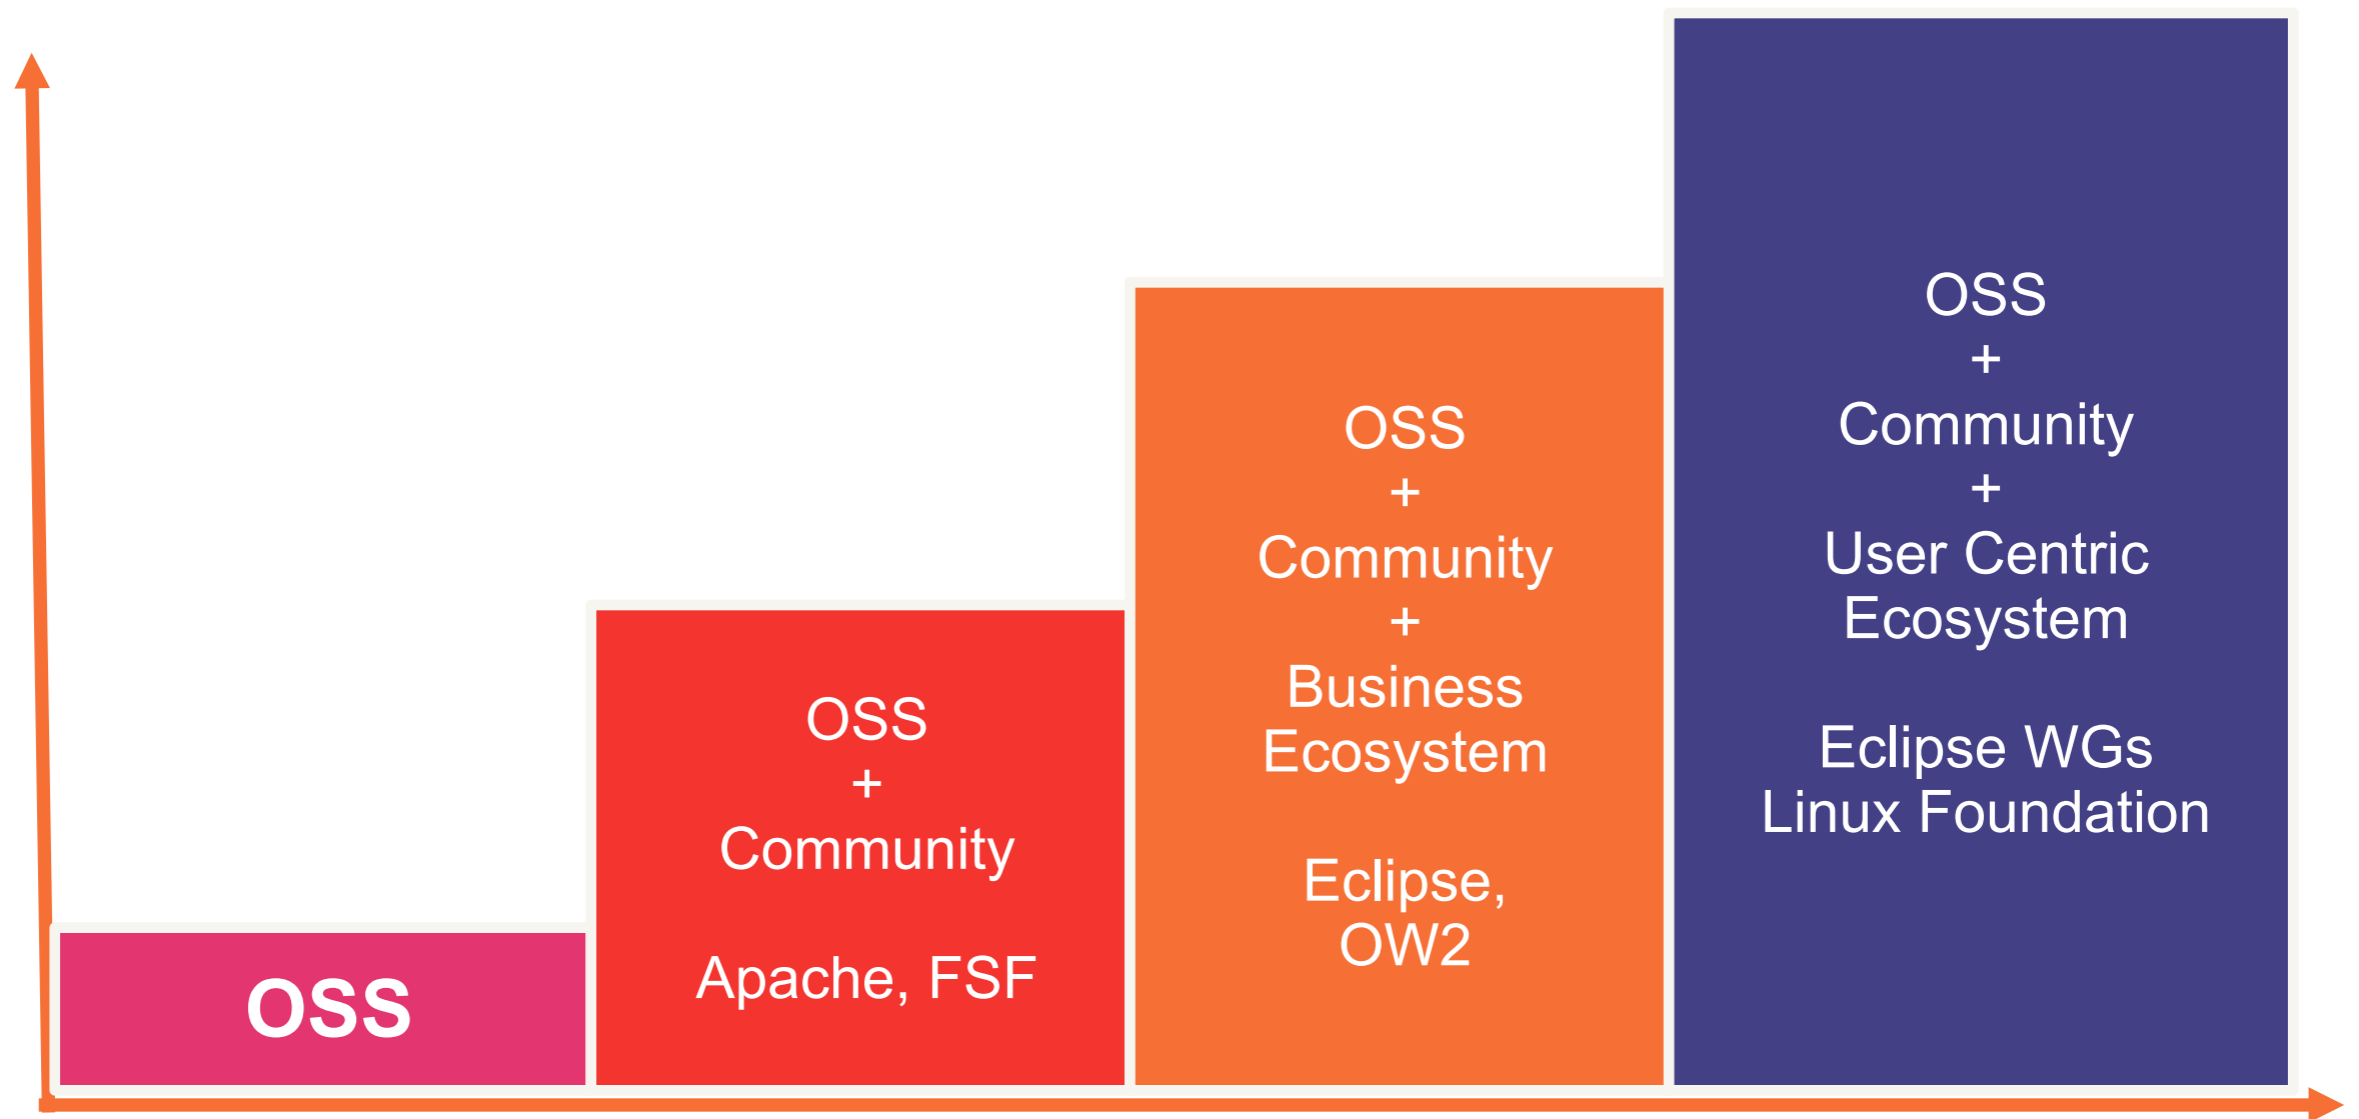 OSS
OSS
+
Community
Apache, FSF
OSS
+
Community
+
Business
Ecosystem
Eclipse,
OW2
OSS
+
Community
+
User Centric
Ecosystem
Eclipse WGs
Linux Foundation